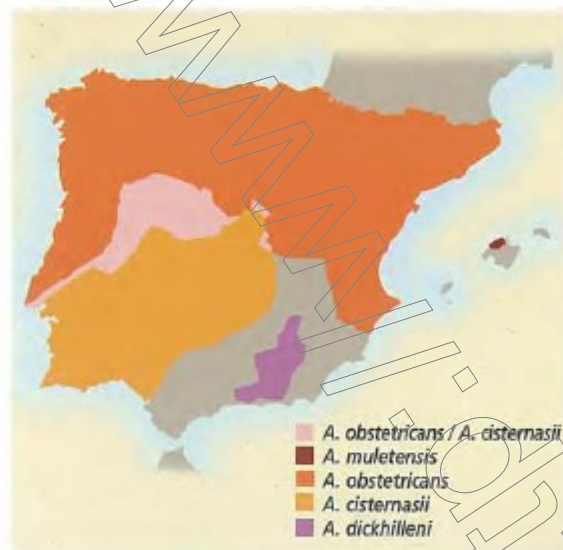 A. obstetricans / A. cisternasii
A. muletensis
A. obstetricans
A. cisternasii
A. dickhilleni